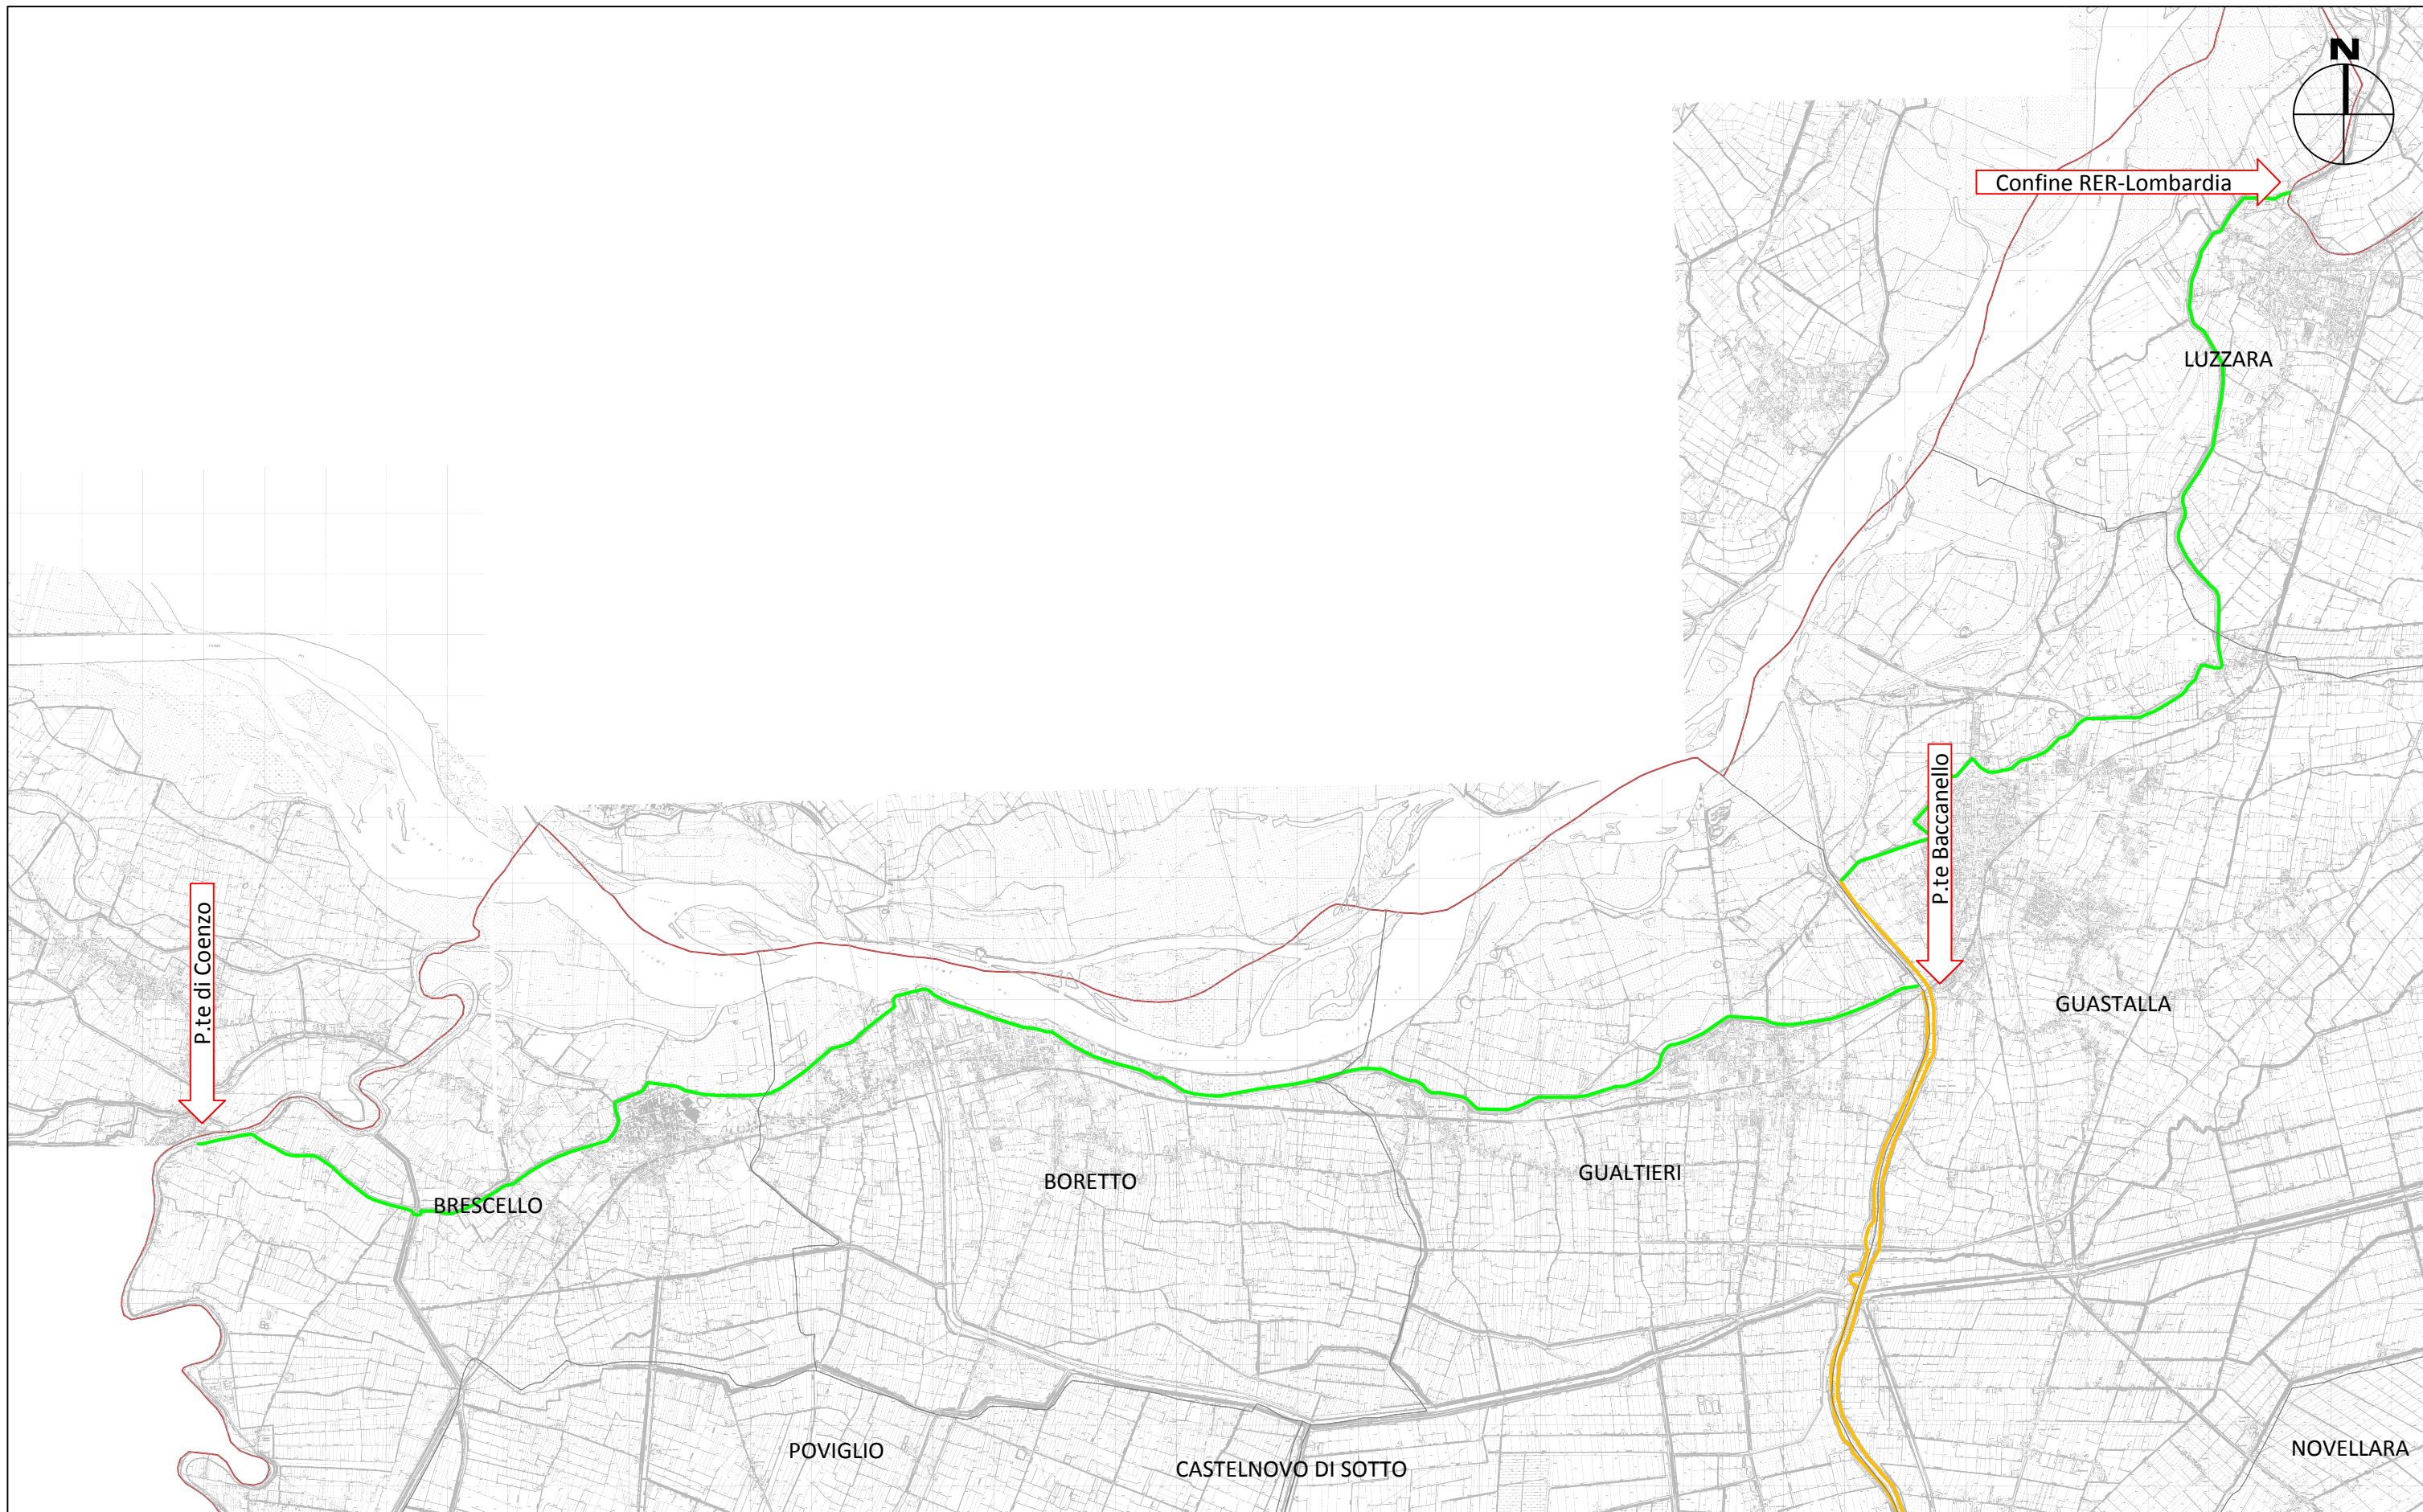 N
Confine RER-Lombardia
LUZZARA
P.te Baccanello
P.te di Coenzo
GUASTALLA
GUALTIERI
BORETTO
BRESCELLO
POVIGLIO
CASTELNOVO DI SOTTO
NOVELLARA